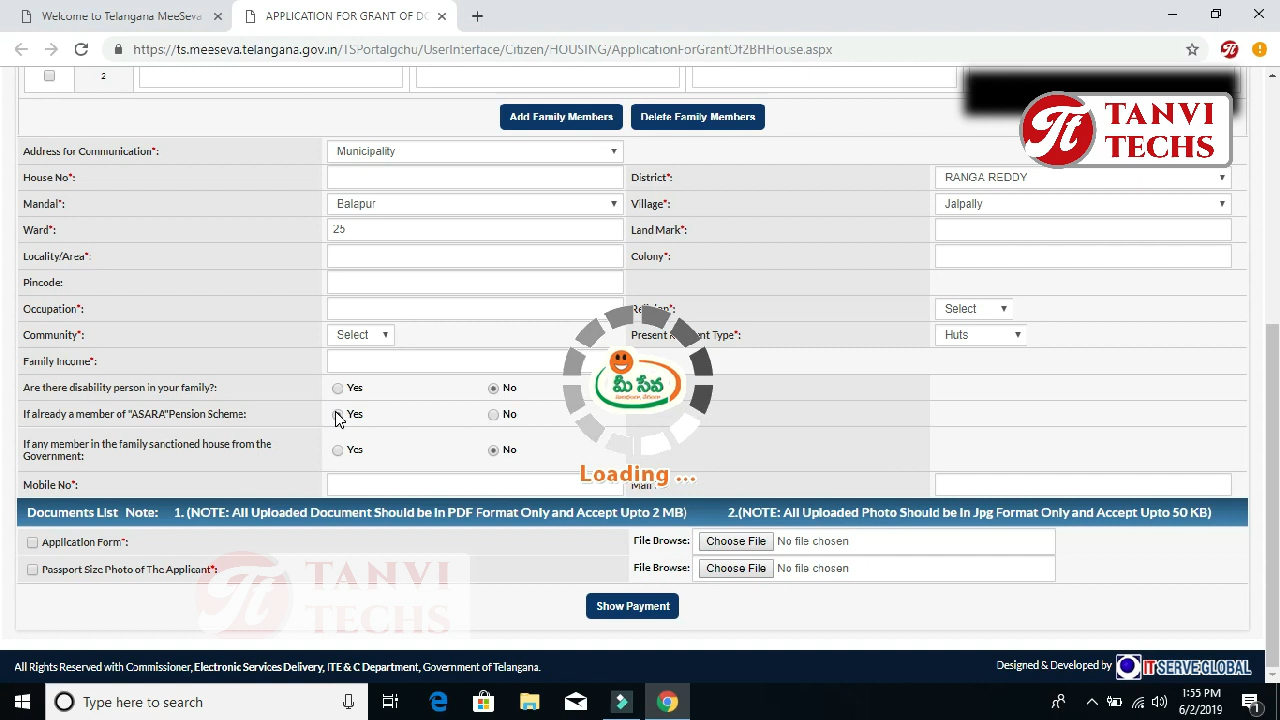 Welcome to Telangana MeeSeva
APPLICATION FOR GRANT OF DO
https://ts.meeseva.telangana.gov.in/TSPortalgchu/UserInterface/Citizen/HOUSING/ApplicationForGrantOf2BHHouse.aspx
2
Add Family Members
Delete Family Members
TANVI
TECHS
Address for Communication*:
Municipality
House No*:
District*:
RANGA REDDY
Mandal*:
Balapur
Village*:
Jalpally
Ward*:
25
Land Mark*:
Locality/Area*:
Colony*:
Pincode:
Occupation*:
Select
Community*:
Select
Present
Type*:
Huts
Family Income*:
మీ సేవ
Are there disability person in your family?:
Yes
No
If already a member of "ASARA"Pension Scheme:
Yes
No
If any member in the family sanctioned house from the
Government:
Yes
No
Loading ...
Mobile No*:
Documents List Note: 1. (NOTE: All Uploaded Document Should be In PDF Format Only and Accept Upto 2 MB) 2.(NOTE: All Uploaded Photo Should be In Jpg Format Only and Accept Upto 50 KB)
Application Form*:
File Browse:
Choose File No file chosen
Passport Size Photo of The Applicant*:
File Browse:
Choose File No file chosen
TANVI
TECHS
Show Payment
All Rights Reserved with Commissioner, Electronic Services Delivery, ITE & C Department, Government of Telangana.
Designed & Developed by
ITSERVE GLOBAL
Type here to search
1:55 PM
6/2/2019